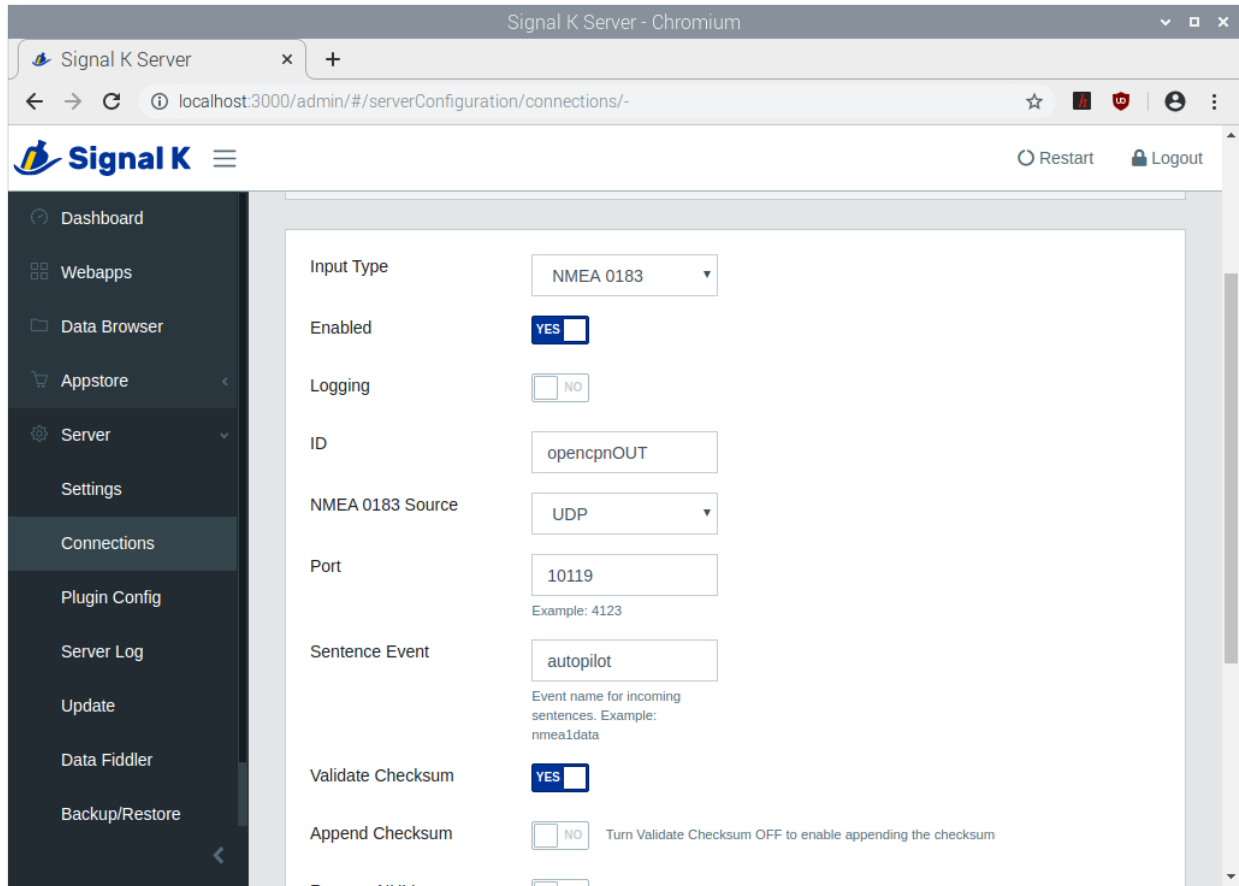 Signal K Server - Chromium
Signal K Server
localhost:3000/admin/#/serverConfiguration/connections/-
Signal K
Restart
Logout
Dashboard
Webapps
Data Browser
Appstore
Server
Settings
Connections
Plugin Config
Server Log
Update
Data Fiddler
Backup/Restore
Input Type
NMEA 0183
Enabled
YES
Logging
NO
ID
opencpnOUT
NMEA 0183 Source
UDP
Port
10119
Example: 4123
Sentence Event
autopilot
Event name for incoming
sentences. Example:
nmea1data
Validate Checksum
YES
Append Checksum
NO
Turn Validate Checksum OFF to enable appending the checksum